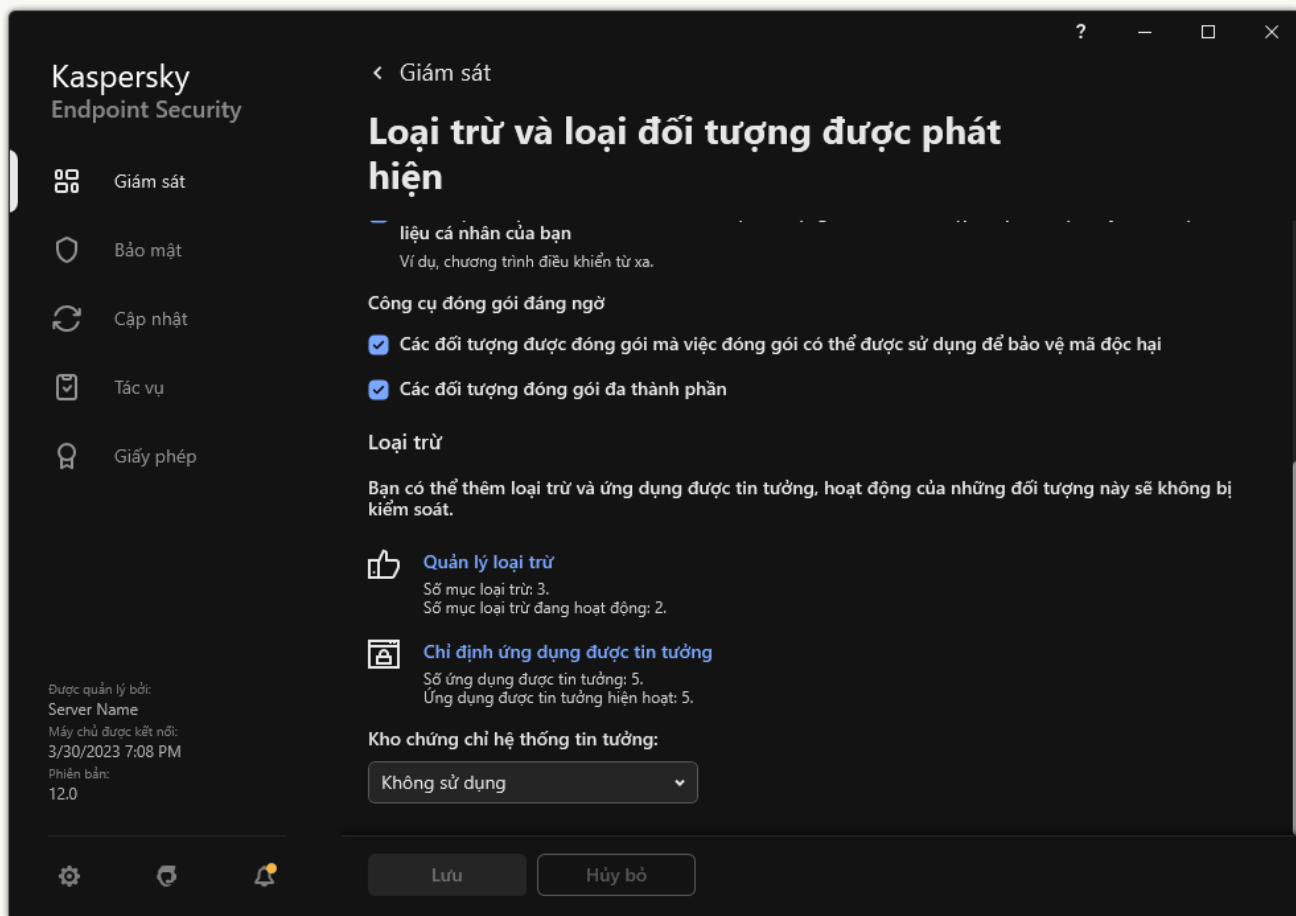 ?
Kaspersky
Endpoint Security
Giám sát
Bảo mật
Cập nhật
Tác vụ
Giấy phép
Được quản lý bởi:
Server Name
Máy chủ được kết nối:
3/30/2023 7:08 PM
Phiên bản:
12.0
Giám sát
Loại trừ và loại đối tượng được phát
hiện
liệu cá nhân của bạn
Ví dụ, chương trình điều khiển từ xa.
Công cụ đóng gói đáng ngờ
Các đối tượng được đóng gói mà việc đóng gói có thể được sử dụng để bảo vệ mã độc hại
Các đối tượng đóng gói đa thành phần
Loại trừ
Bạn có thể thêm loại trừ và ứng dụng được tin tưởng, hoạt động của những đối tượng này sẽ không bị
kiểm soát.
Quản lý loại trừ
Số mục loại trừ: 3.
Số mục loại trừ đang hoạt động: 2.
Chỉ định ứng dụng được tin tưởng
Số ứng dụng được tin tưởng: 5.
Ứng dụng được tin tưởng hiện hoạt: 5.
Kho chứng chỉ hệ thống tin tưởng:
Không sử dụng
Lưu
Hủy bỏ